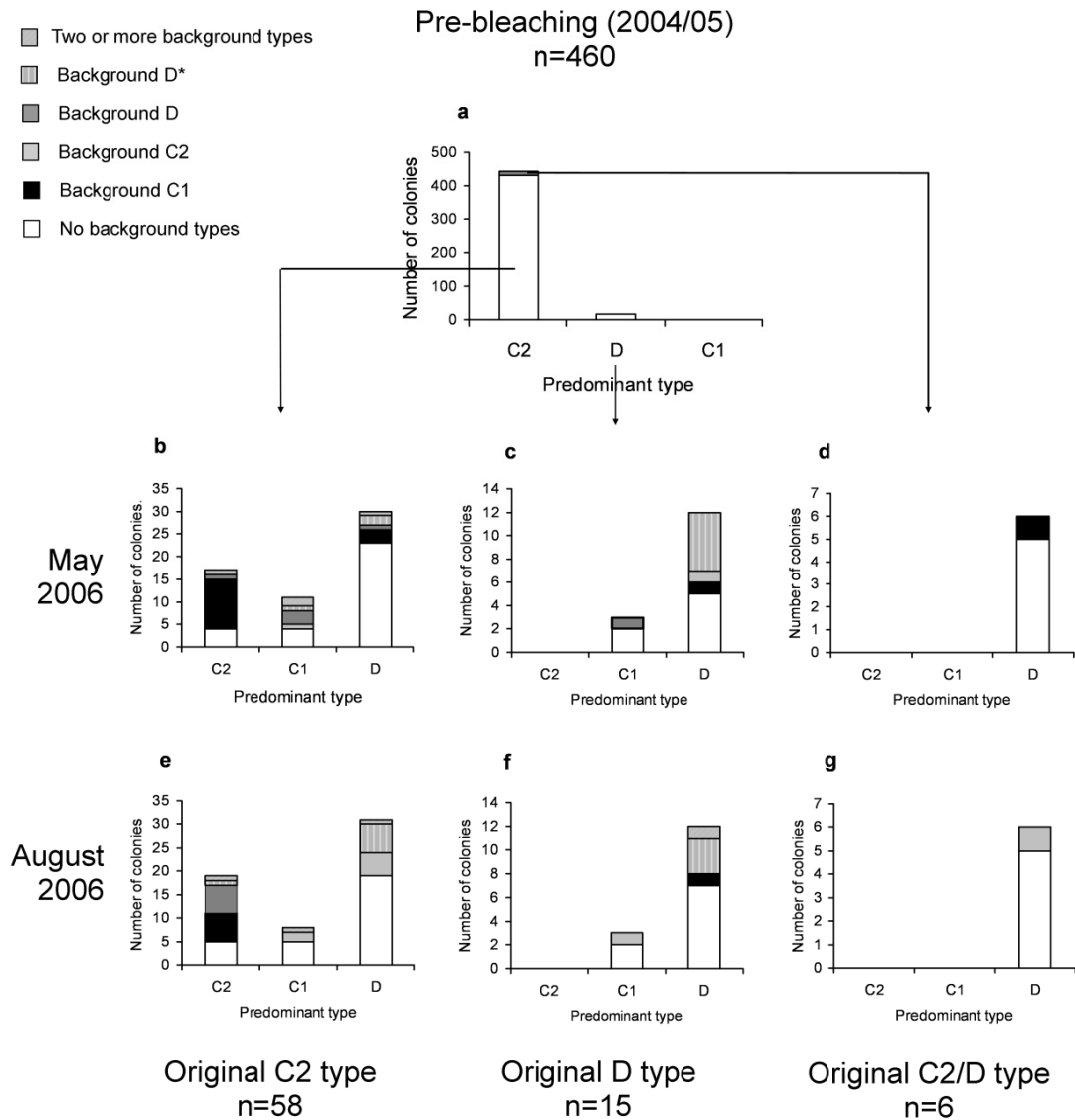 Pre-bleaching (2004/05)
n=460
Two or more background types
Background D*
Background D
Background C2
Background C1
No background types
a
Number of colonies
500
400
300
200
100
0
C2 D C1
Predominant type
May
2006
b
Number of colonies.
35
30
25
20
15
10
5
0
C2 C1 D
Predominant type
c
Number of colonies
14
12
10
8
6
4
2
0
C2 C1 D
Predominant type
d
Number of colonies
7
6
5
4
3
2
1
0
C2 C1 D
Predominant type
August
2006
e
Number of colonies
35
30
25
20
15
10
5
0
C2 C1 D
Predominant type
f
Number of colonies
14
12
10
8
6
4
2
0
C2 C1 D
Predominant type
g
Number of colonies
7
6
5
4
3
2
1
0
C2 C1 D
Predominant type
Original C2 type
n=58
Original D type
n=15
Original C2/D type
n=6